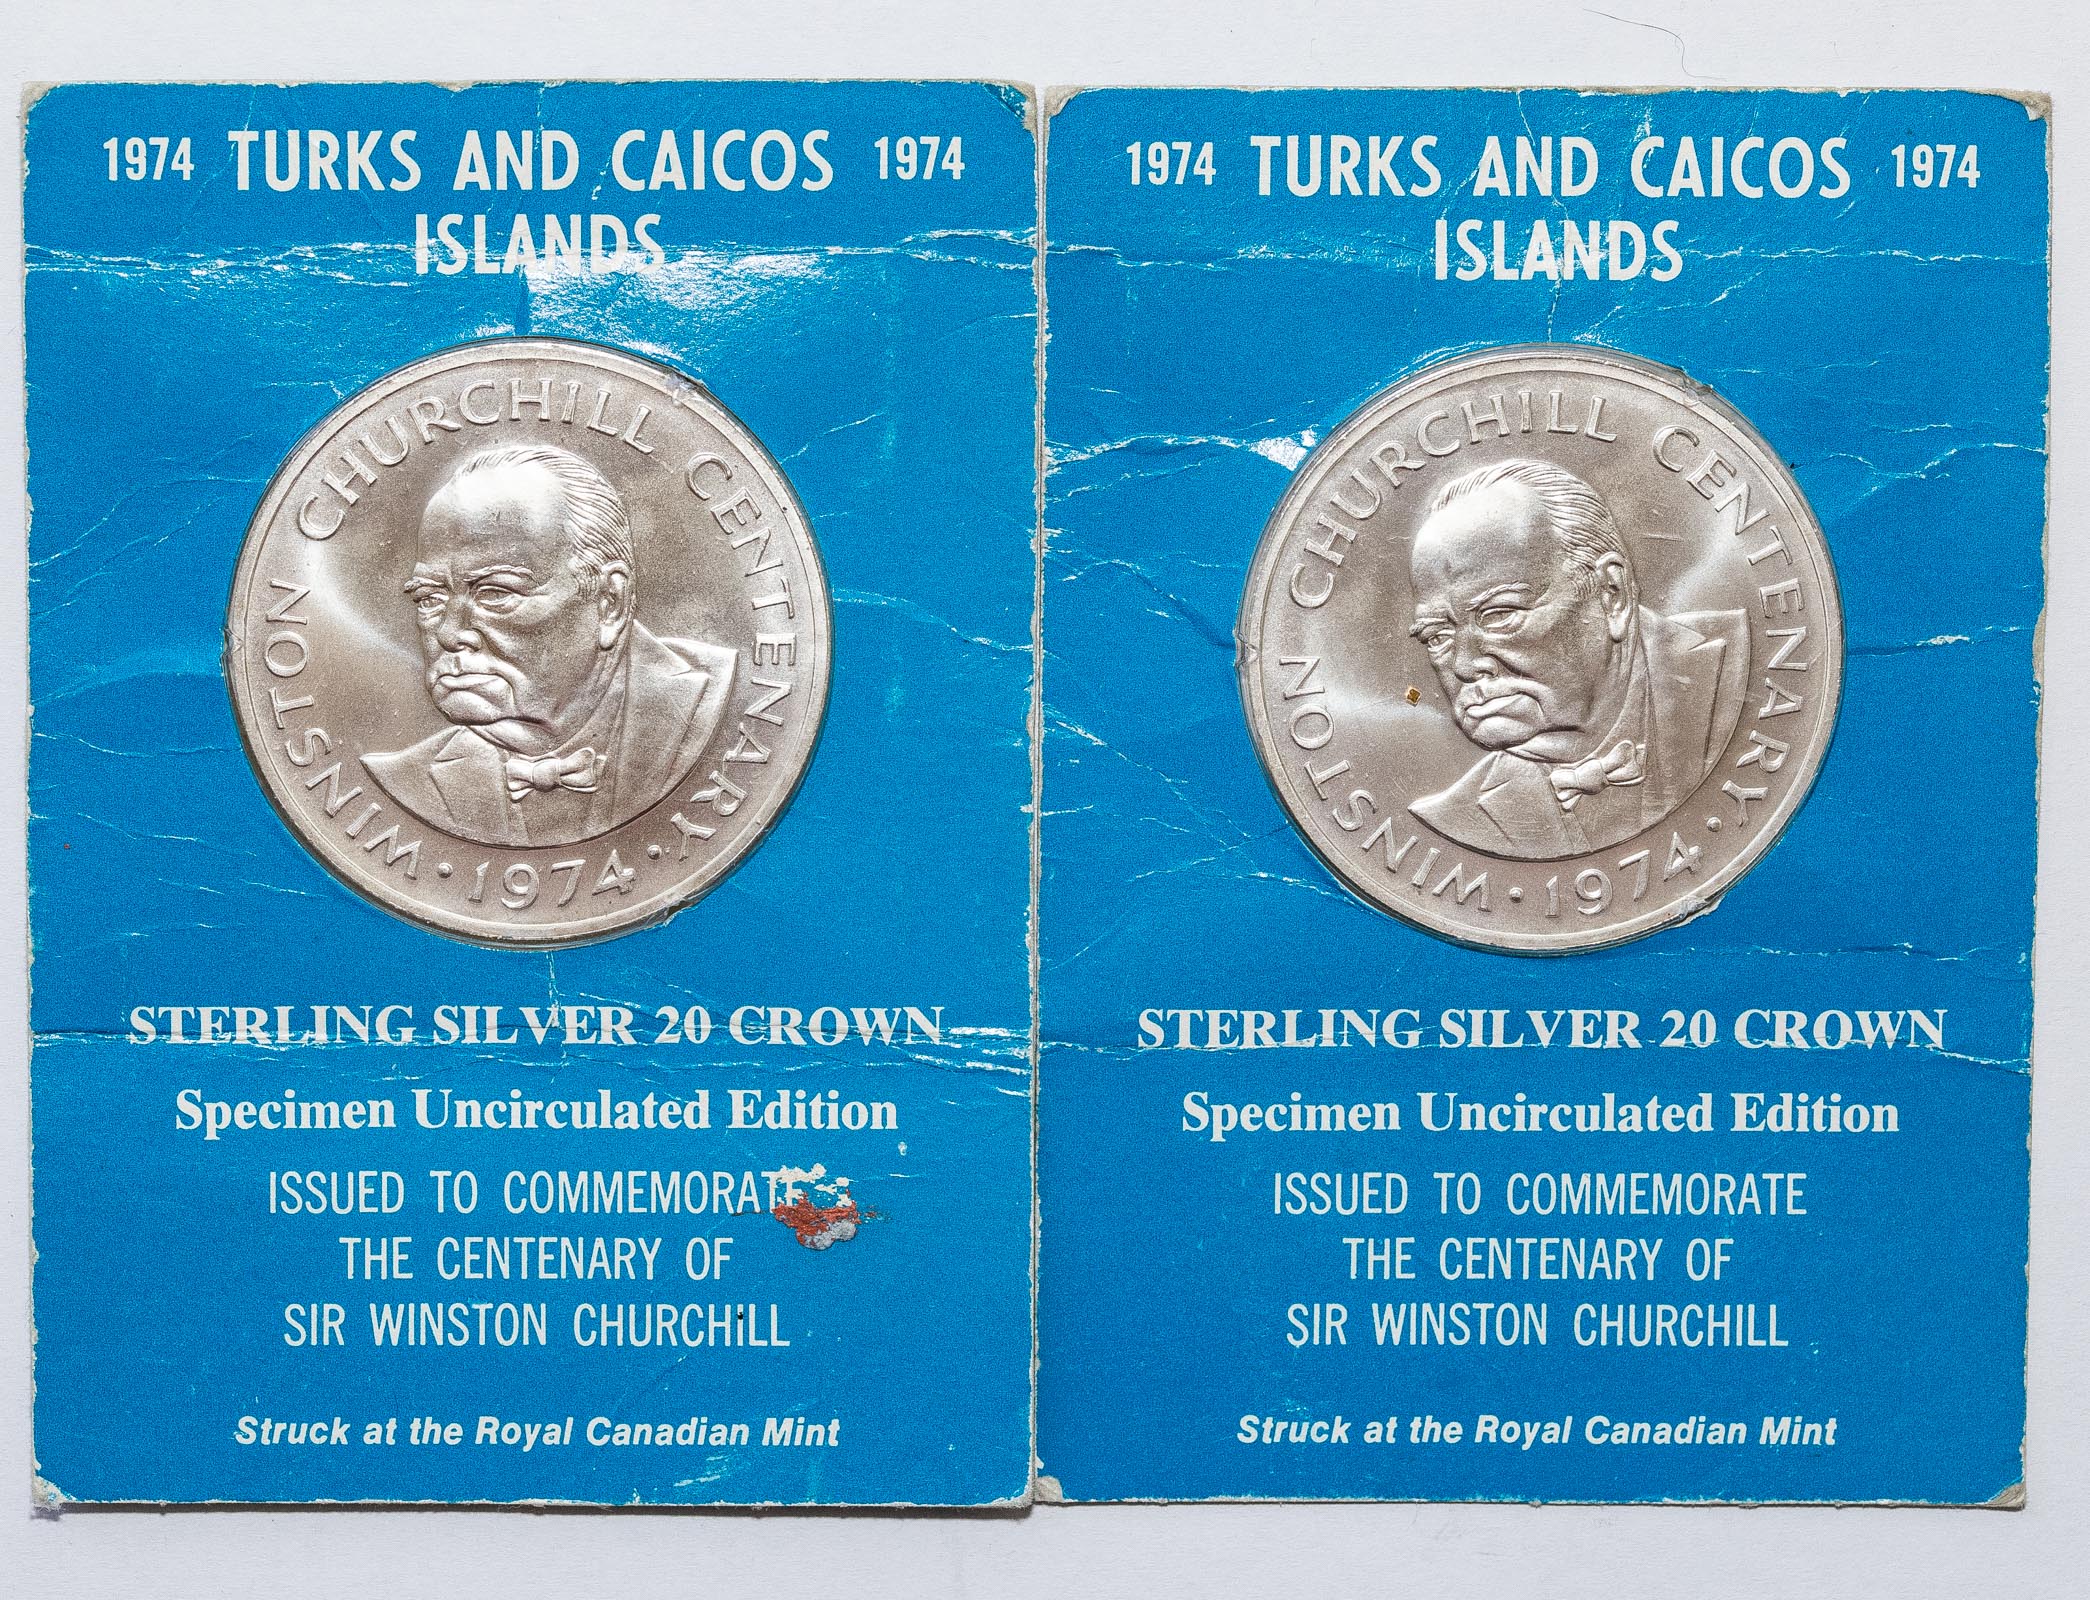 1974 TURKS AND CAICOS 1974
ISLANDS
WINSTON CHURCHILL CENTENARY
· 1974 ·
STERLING SILVER 20 CROWN
Specimen Uncirculated Edition
ISSUED TO COMMEMORATE
THE CENTENARY OF
SIR WINSTON CHURCHILL
Struck at the Royal Canadian Mint
1974 TURKS AND CAICOS 1974
ISLANDS
WINSTON CHURCHILL CENTENARY
· 1974 ·
STERLING SILVER 20 CROWN
Specimen Uncirculated Edition
ISSUED TO COMMEMORATE
THE CENTENARY OF
SIR WINSTON CHURCHILL
Struck at the Royal Canadian Mint